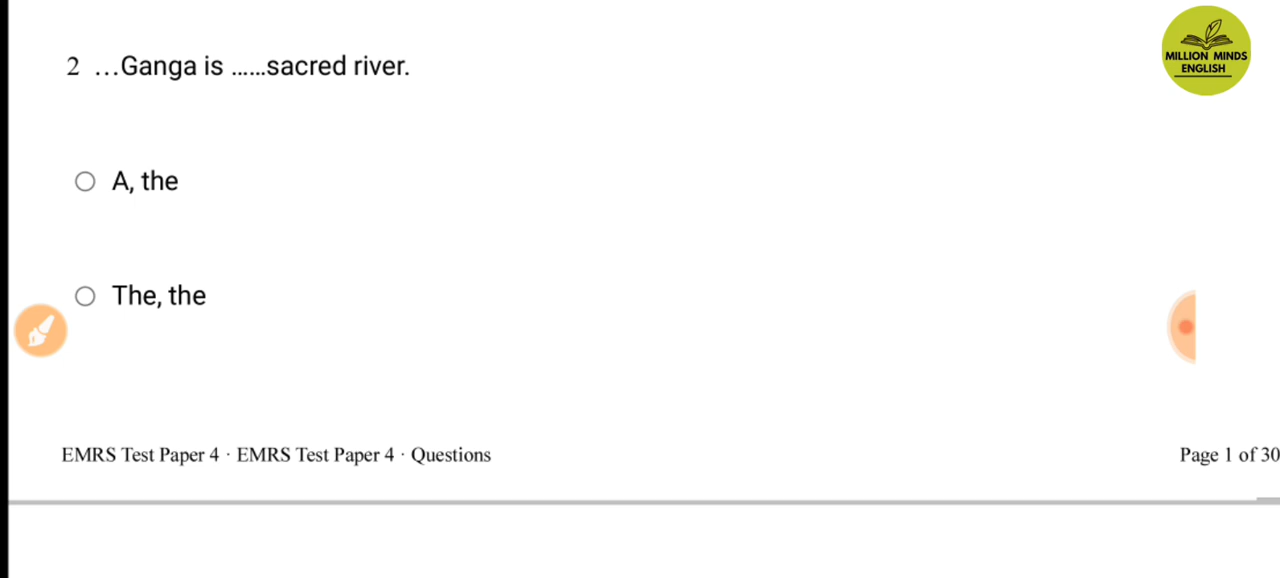 MILLION MINDS
ENGLISH
2 ...Ganga is ......sacred river.
A, the
The, the
EMRS Test Paper 4 · EMRS Test Paper 4 · Questions
Page 1 of 30